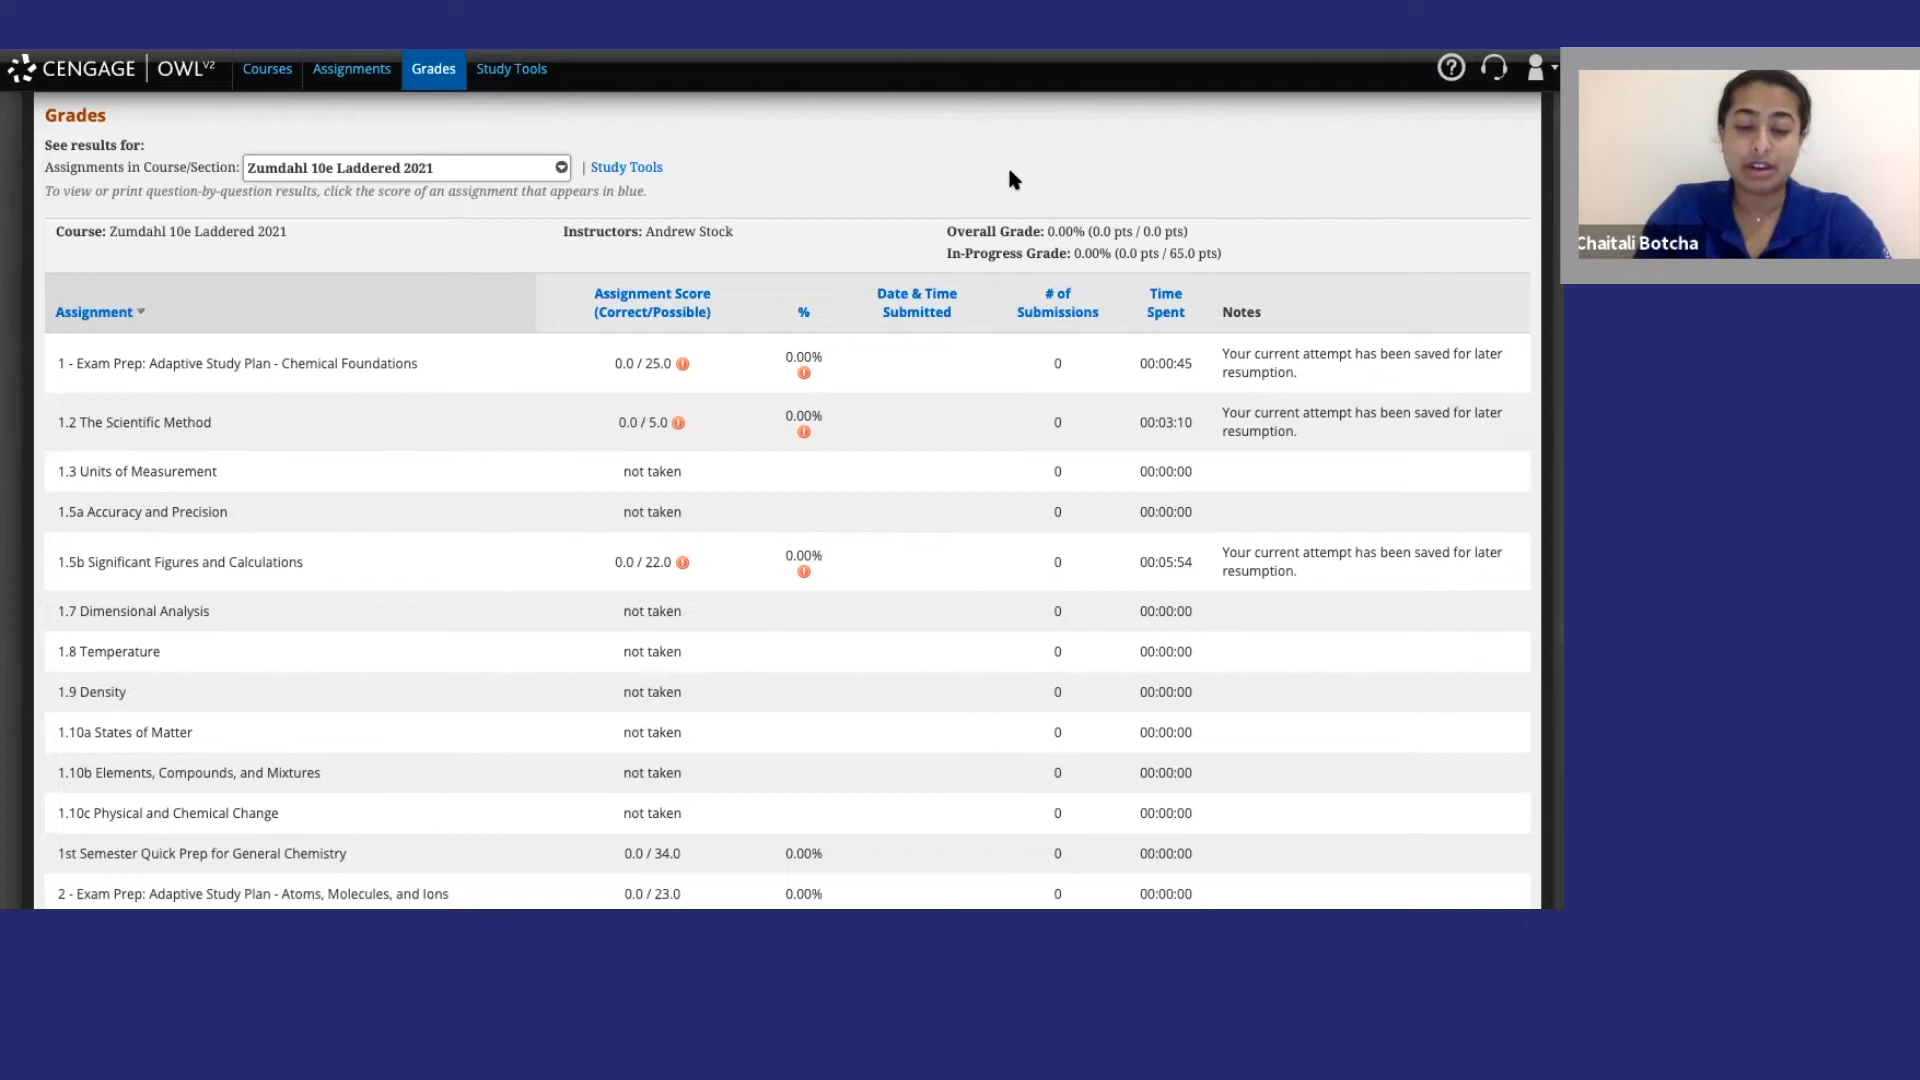 CENGAGE OWLv2 Courses Assignments Grades Study Tools
Grades
See results for:
Assignments in Course/Section: Zumdahl 10e Laddered 2021 | Study Tools
To view or print question-by-question results, click the score of an assignment that appears in blue.
Course: Zumdahl 10e Laddered 2021 Instructors: Andrew Stock Overall Grade: 0.00% (0.0 pts / 0.0 pts)
In-Progress Grade: 0.00% (0.0 pts / 65.0 pts)
Assignment Assignment Score (Correct/Possible) % Date & Time Submitted # of Submissions Time Spent Notes
1 - Exam Prep: Adaptive Study Plan - Chemical Foundations 0.0 / 25.0 0.00% 0 00:00:45 Your current attempt has been saved for later resumption.
1.2 The Scientific Method 0.0 / 5.0 0.00% 0 00:03:10 Your current attempt has been saved for later resumption.
1.3 Units of Measurement not taken 0 00:00:00
1.5a Accuracy and Precision not taken 0 00:00:00
1.5b Significant Figures and Calculations 0.0 / 22.0 0.00% 0 00:05:54 Your current attempt has been saved for later resumption.
1.7 Dimensional Analysis not taken 0 00:00:00
1.8 Temperature not taken 0 00:00:00
1.9 Density not taken 0 00:00:00
1.10a States of Matter not taken 0 00:00:00
1.10b Elements, Compounds, and Mixtures not taken 0 00:00:00
1.10c Physical and Chemical Change not taken 0 00:00:00
1st Semester Quick Prep for General Chemistry 0.0 / 34.0 0.00% 0 00:00:00
2 - Exam Prep: Adaptive Study Plan - Atoms, Molecules, and Ions 0.0 / 23.0 0.00% 0 00:00:00
Chaitali Botcha